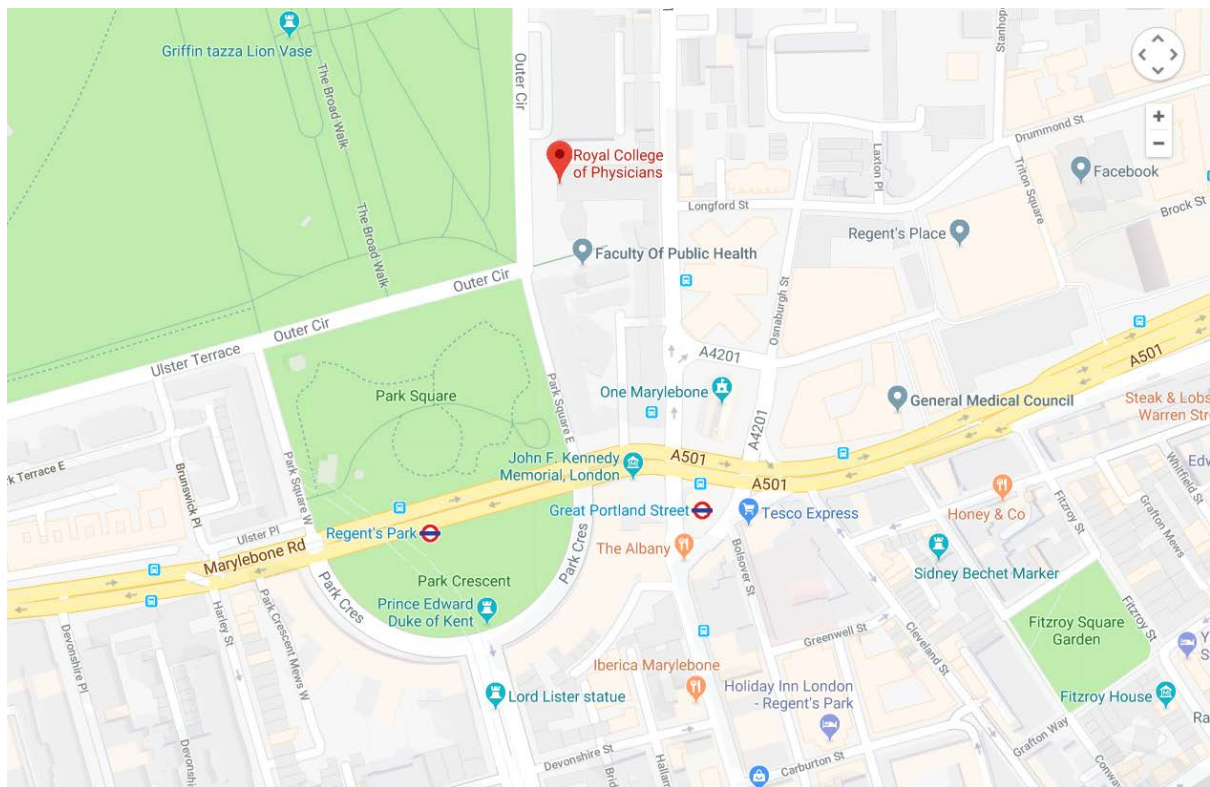 Griffin tazza Lion Vase
The Broad Walk
The Broad Walk
Outer Cir
Stanhop
+
−
Drummond St
Royal College
of Physicians
Laxton Pl
Triton Square
Facebook
Longford St
Brock St
Regent's Place
Faculty Of Public Health
Outer Cir
Outer Cir
Ulster Terrace
Osnaburgh St
A4201
A501
Park Square
Park Square E
One Marylebone
General Medical Council
Steak & Lobs
Warren Stre
A4201
John F. Kennedy
Memorial, London
A501
A501
Edw
k Terrace E
Brunswick Pl
Park Square W
Whitfield St
Great Portland Street
Tesco Express
Honey & Co
Fitzroy St
Grafton Mews
Ulster Pl
Regent's Park
Marylebone Rd
The Albany
Park Cres
Bolsover St
Sidney Bechet Marker
Park Crescent
Park Cres
Prince Edward
Duke of Kent
Harley St
Park Crescent Mews W
Devonshire Pl
Greenwell St
Cleveland St
Fitzroy Square
Garden
Fitzroy St
Y
S
Iberica Marylebone
Lord Lister statue
Holiday Inn London
- Regent's Park
Fitzroy House
Ra
Grafton Way
Devonshire St
Devonshire
Hallam
Carburton St
Conway